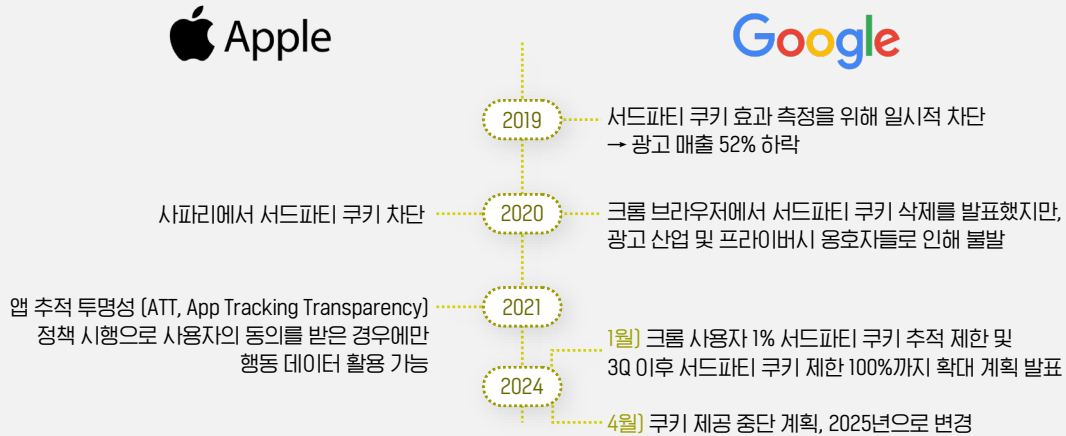 Apple
Google
2019
서드파티 쿠키 효과 측정을 위해 일시적 차단
→ 광고 매출 52% 하락
사파리에서 서드파티 쿠키 차단
2020
크롬 브라우저에서 서드파티 쿠키 삭제를 발표했지만,
광고 산업 및 프라이버시 옹호자들로 인해 불발
앱 추적 투명성 (ATT, App Tracking Transparency)
정책 시행으로 사용자의 동의를 받은 경우에만
행동 데이터 활용 가능
2021
2024
1월) 크롬 사용자 1% 서드파티 쿠키 추적 제한 및
3Q 이후 서드파티 쿠키 제한 100%까지 확대 계획 발표
4월) 쿠키 제공 중단 계획, 2025년으로 변경